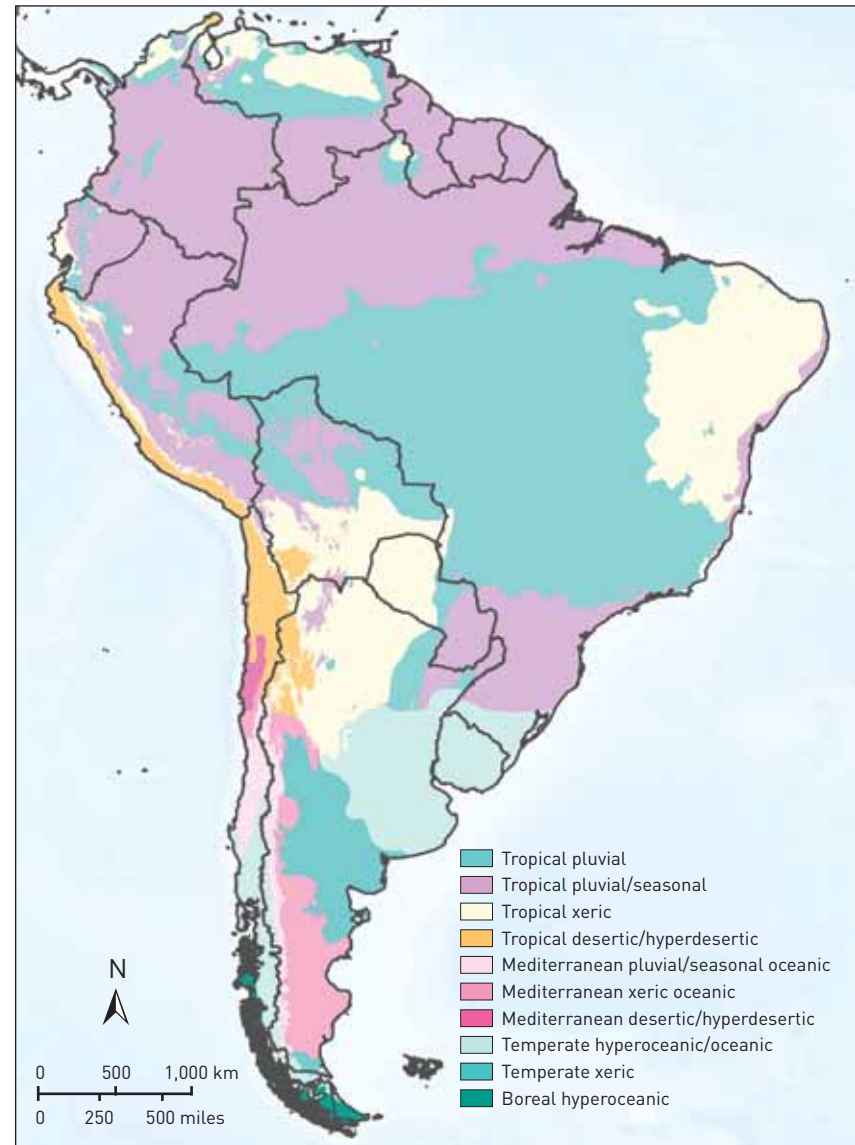 Tropical pluvial
Tropical pluvial/seasonal
Tropical xeric
Tropical desertic/hyperdesertic
Mediterranean pluvial/seasonal oceanic
Mediterranean xeric oceanic
Mediterranean desertic/hyperdesertic
Temperate hyperoceanic/oceanic
Temperate xeric
Boreal hyperoceanic
N
0 500 1,000 km
0 250 500 miles